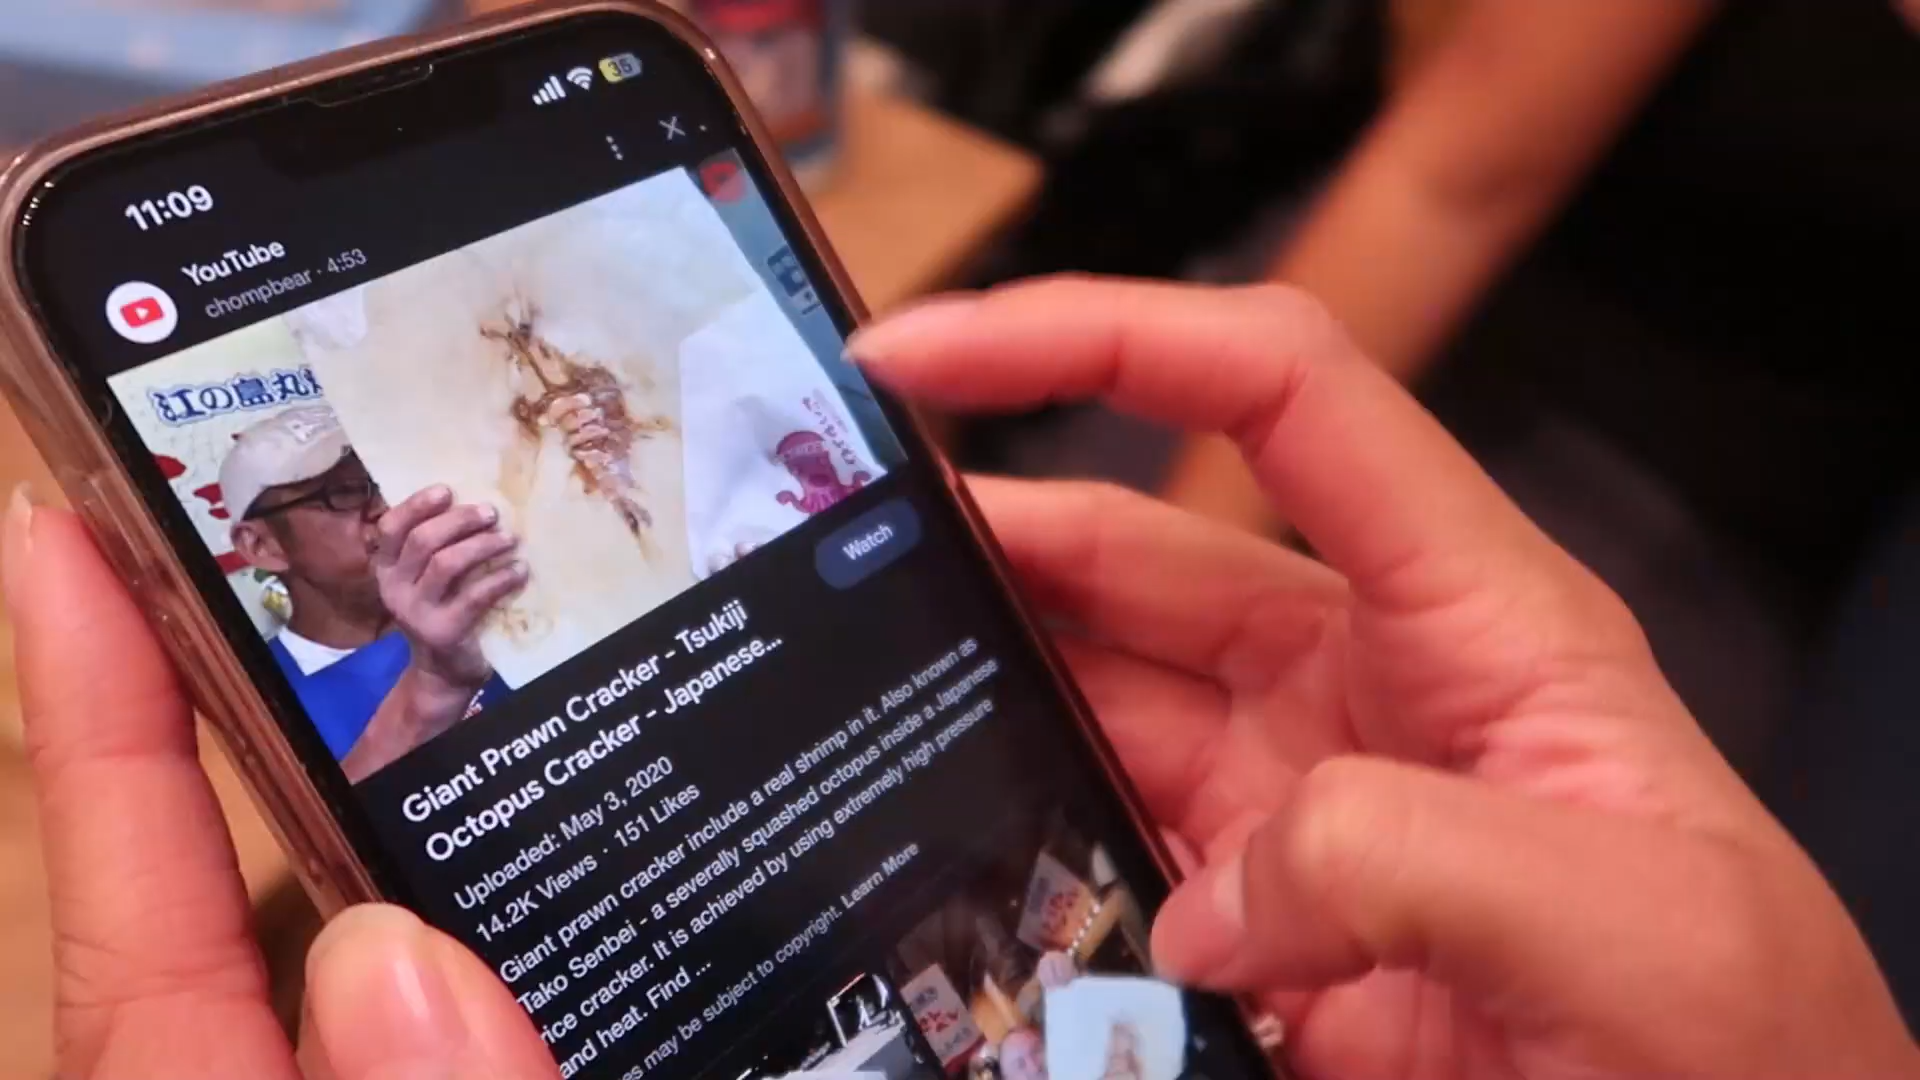 11:09
35
YouTube
chompbear · 4:53
江の島丸
Watch
Giant Prawn Cracker - Tsukiji
Octopus Cracker - Japanese...
Uploaded: May 3, 2020
14.2K Views · 151 Likes
Giant prawn cracker include a real shrimp in it. Also known as
Tako Senbei - a severally squashed octopus inside a Japanese
rice cracker. It is achieved by using extremely high pressure
and heat. Find ...
es may be subject to copyright. Learn More